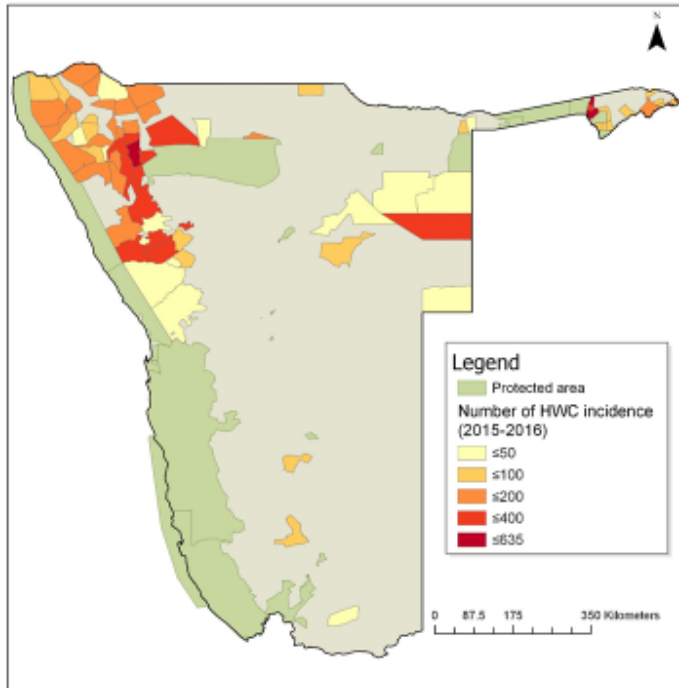 N
Legend
Protected area
Number of HWC incidence
(2015-2016)
≤50
≤100
≤200
≤400
≤635
0 87.5 175 350 Kilometers